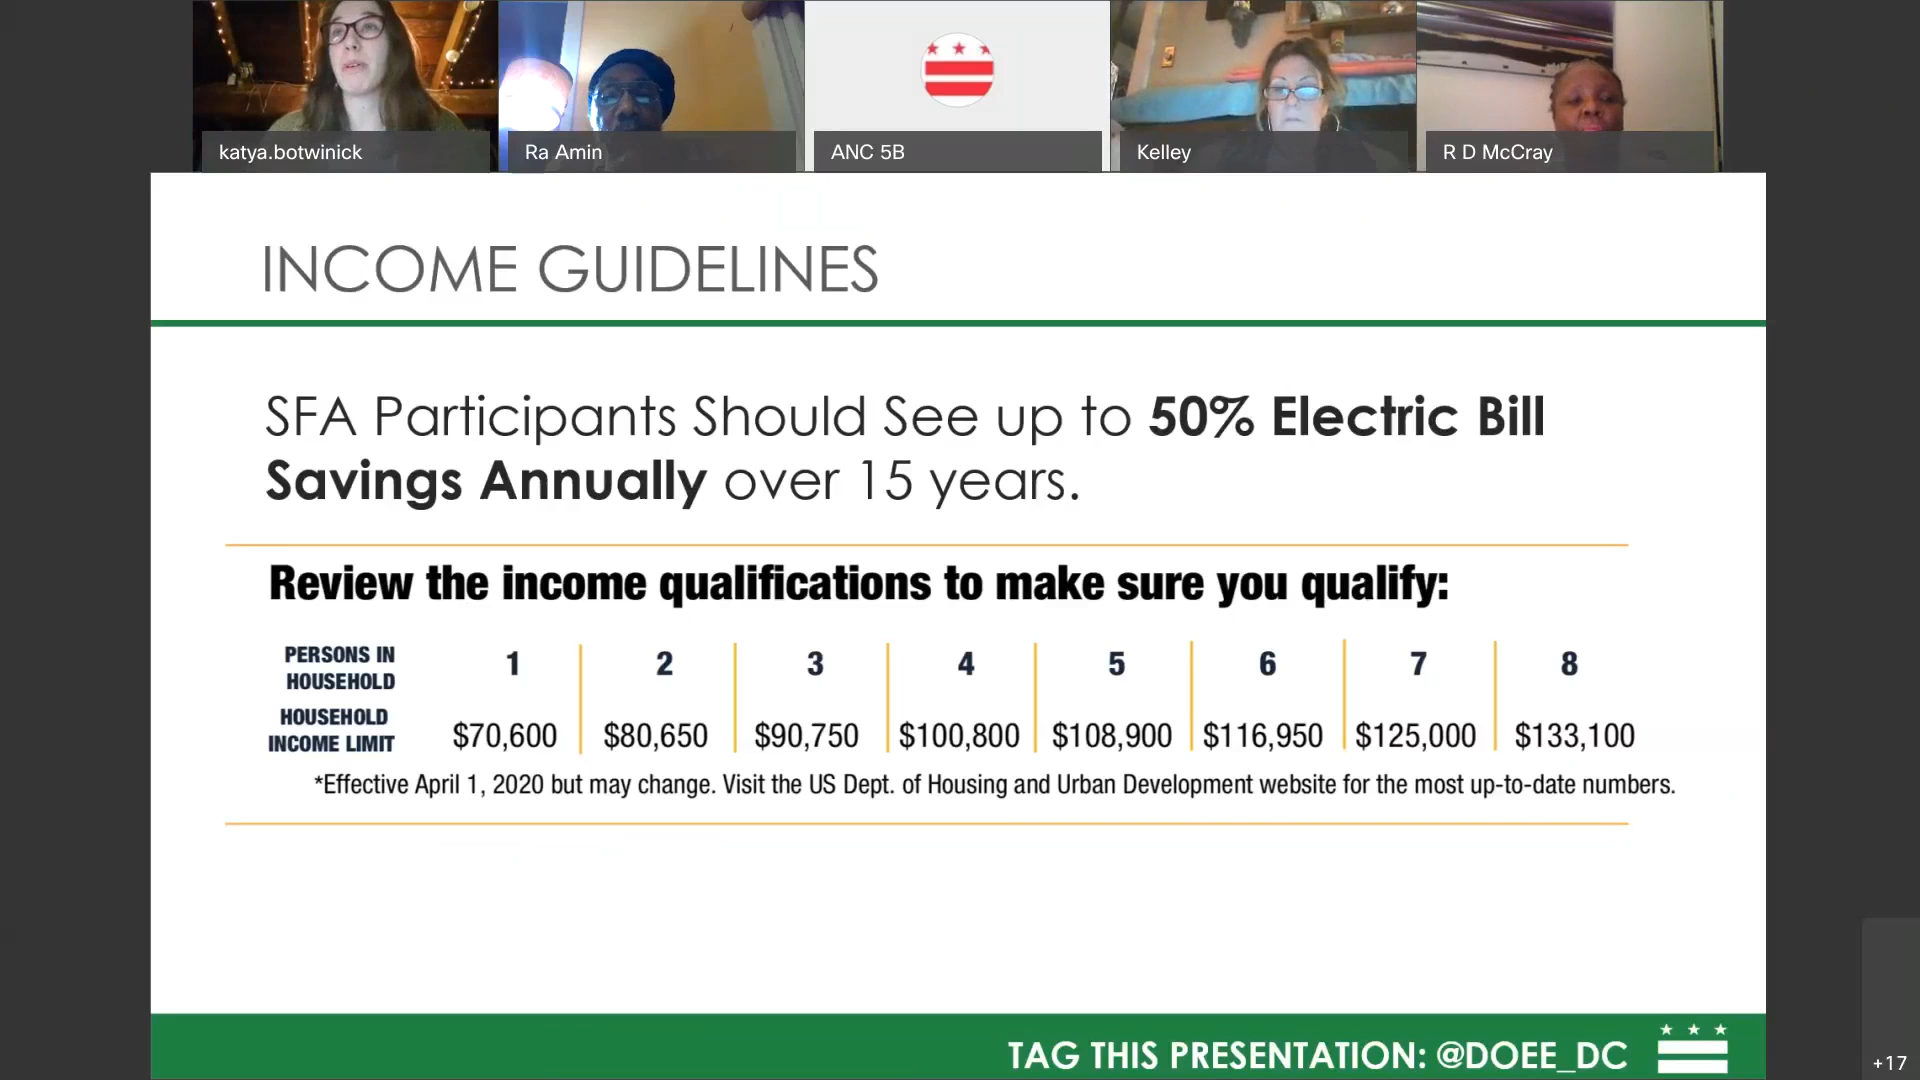 katya.botwinick
Ra Amin
ANC 5B
Kelley
R D McCray
INCOME GUIDELINES
SFA Participants Should See up to 50% Electric Bill
Savings Annually over 15 years.
Review the income qualifications to make sure you qualify:
PERSONS IN
HOUSEHOLD
1 2 3 4 5 6 7 8
HOUSEHOLD
INCOME LIMIT
$70,600 $80,650 $90,750 $100,800 $108,900 $116,950 $125,000 $133,100
*Effective April 1, 2020 but may change. Visit the US Dept. of Housing and Urban Development website for the most up-to-date numbers.
TAG THIS PRESENTATION: @DOEE_DC
+17